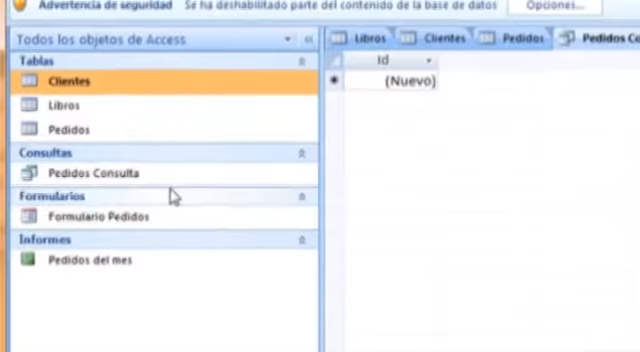 Advertencia de seguridad Se ha deshabilitado parte del contenido de la base de datos Opciones...
Todos los objetos de Access
Tablas
Clientes
Libros
Pedidos
Consultas
Pedidos Consulta
Formularios
Formulario Pedidos
Informes
Pedidos del mes
Libros Clientes Pedidos Pedidos Co
Id
(Nuevo)